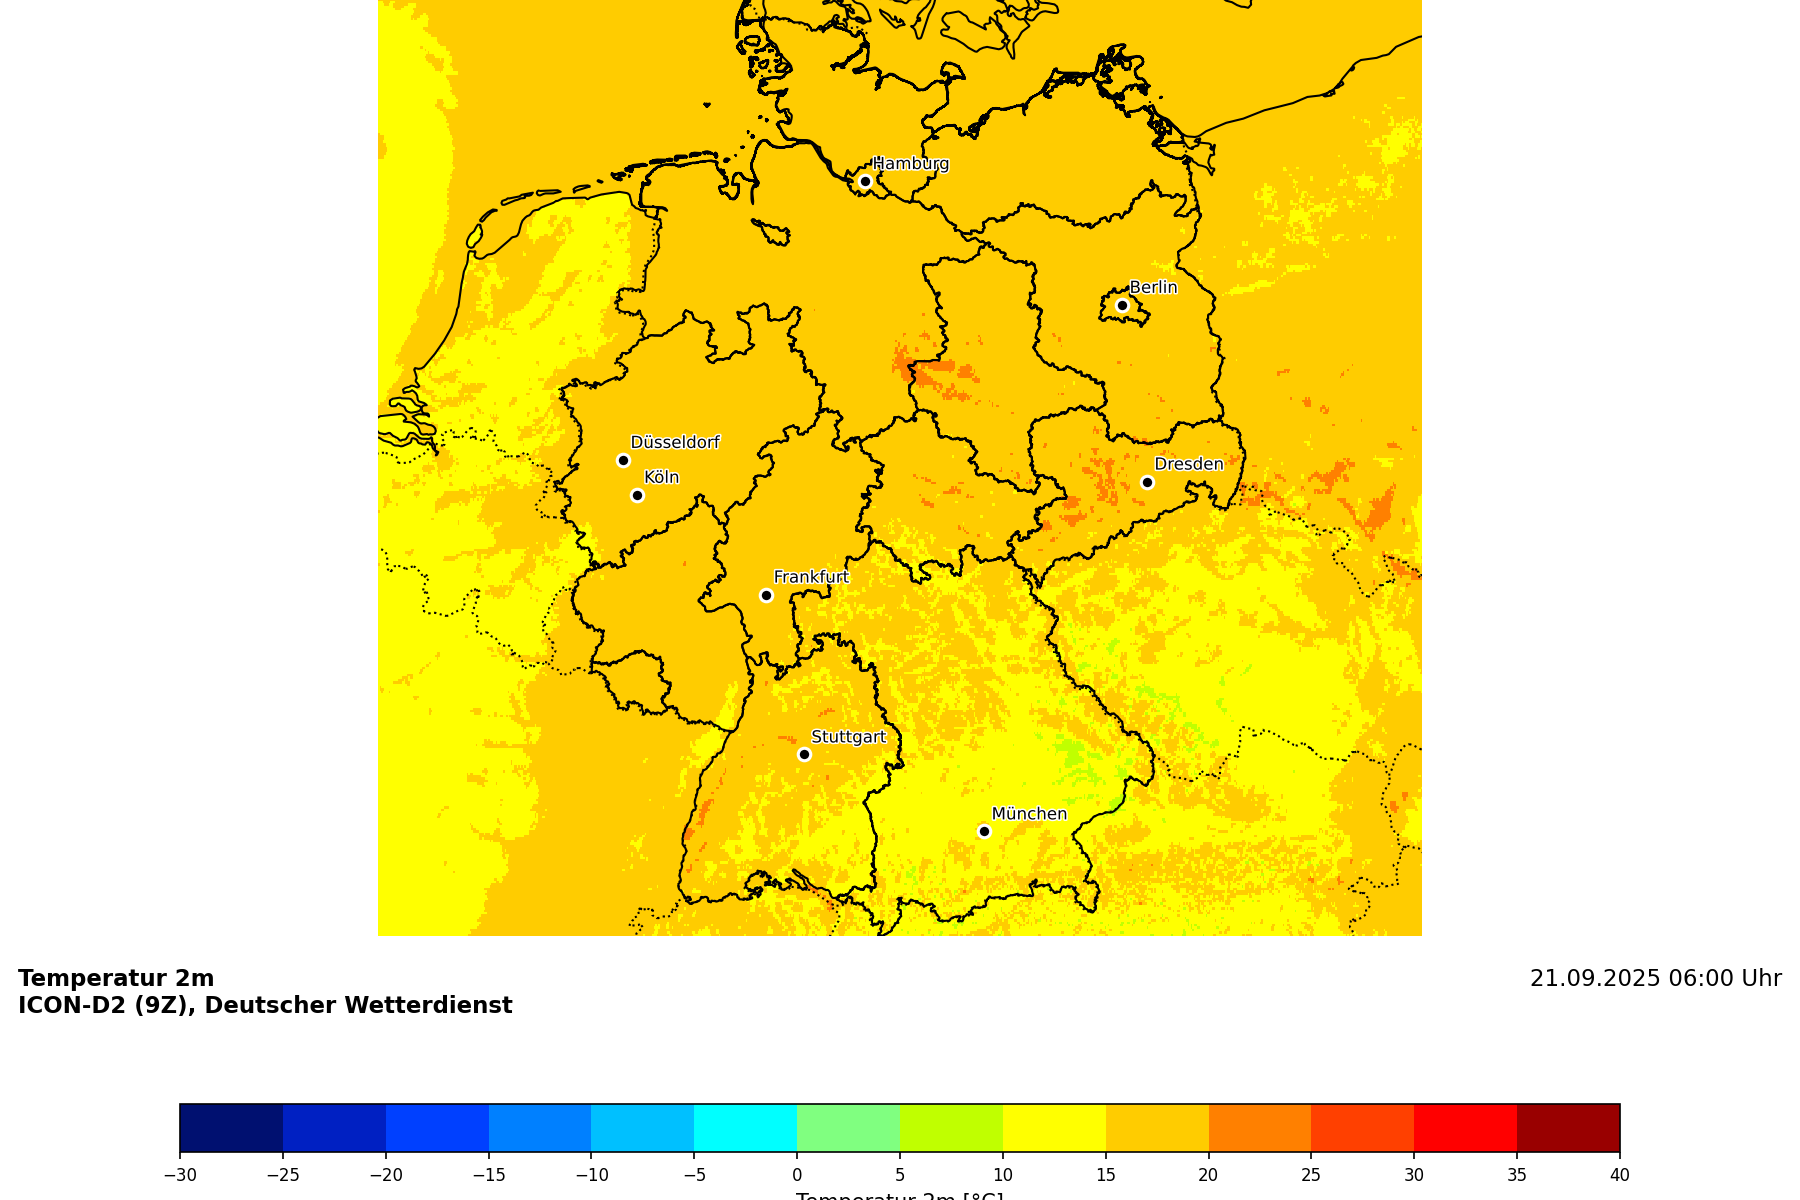 Hamburg
Berlin
Düsseldorf
Köln
Dresden
Frankfurt
Stuttgart
München
Temperatur 2m
21.09.2025 06:00 Uhr
ICON-D2 (9Z), Deutscher Wetterdienst
−30 −25 −20 −15 −10 −5 0 5 10 15 20 25 30 35 40
Temperatur 2m [°C]